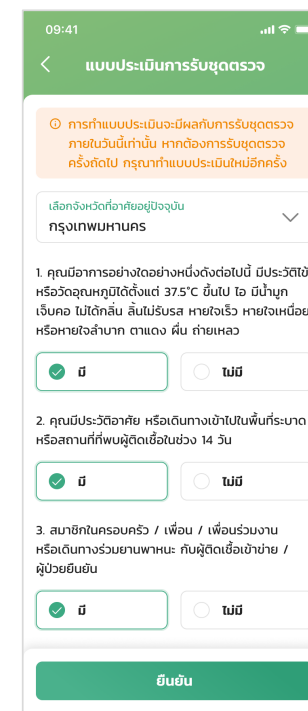 09:41
แบบประเมินการรับชุดตรวจ
การทำแบบประเมินจะมีผลกับการรับชุดตรวจ
ภายในวันนี้เท่านั้น หากต้องการรับชุดตรวจ
ครั้งถัดไป กรุณาทำแบบประเมินใหม่อีกครั้ง
เลือกจังหวัดที่อาศัยอยู่ปัจจุบัน
กรุงเทพมหานคร
1. คุณมีอาการอย่างใดอย่างหนึ่งดังต่อไปนี้ มีประวัติไข้
หรือวัดอุณหภูมิได้ตั้งแต่ 37.5°C ขึ้นไป ไอ มีน้ำมูก
เจ็บคอ ไม่ได้กลิ่น ลิ้นไม่รับรส หายใจเร็ว หายใจเหนื่อย
หรือหายใจลำบาก ตาแดง ผื่น ถ่ายเหลว
มี
ไม่มี
2. คุณมีประวัติอาศัย หรือเดินทางเข้าไปในพื้นที่ระบาด
หรือสถานที่ที่พบผู้ติดเชื้อในช่วง 14 วัน
มี
ไม่มี
3. สมาชิกในครอบครัว / เพื่อน / เพื่อนร่วมงาน
หรือเดินทางร่วมยานพาหนะ กับผู้ติดเชื้อเข้าข่าย /
ผู้ป่วยยืนยัน
มี
ไม่มี
ยืนยัน